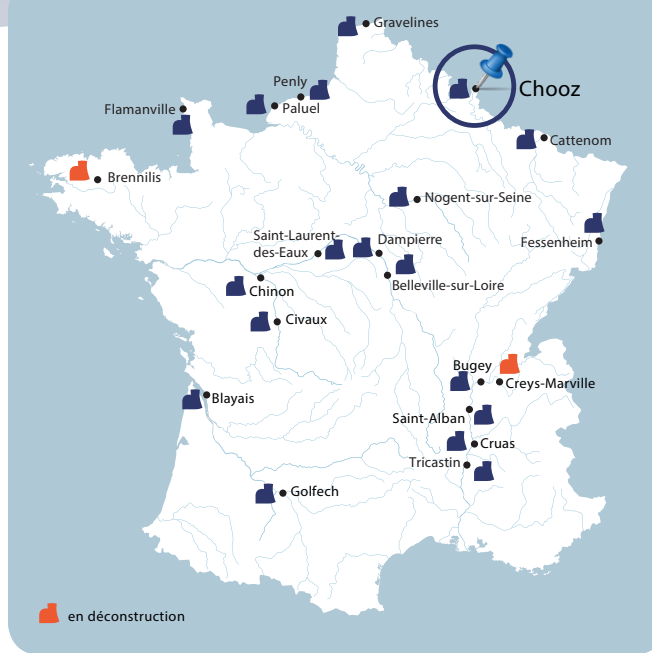 Gravelines
Penly
Chooz
Paluel
Flamanville
Cattenom
Brennilis
Nogent-sur-Seine
Saint-Laurent-
des-Eaux
Dampierre
Fessenheim
Belleville-sur-Loire
Chinon
Civaux
Bugey
Creys-Marville
Blayais
Saint-Alban
Cruas
Tricastin
Golfech
en déconstruction